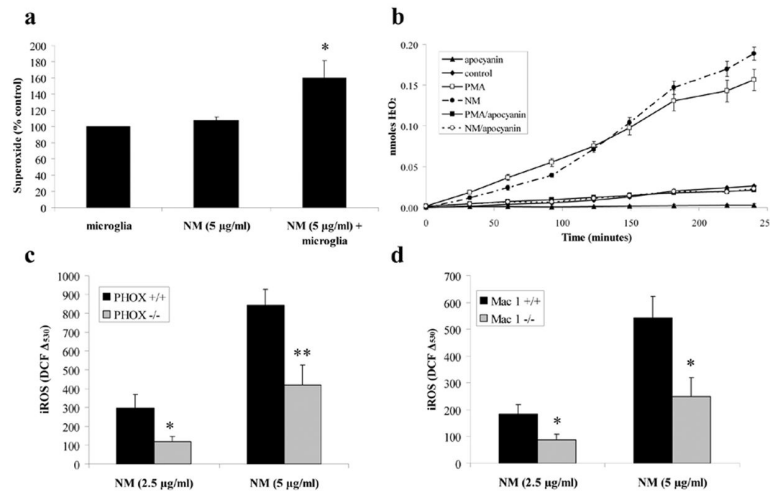 a
Superoxide (% control)
200
180
160
140
120
100
80
60
40
20
0
*
microglia
NM (5 µg/ml)
NM (5 µg/ml) +
microglia
b
nmoles H₂O₂
0.20
0.15
0.10
0.05
0.00
apocyanin
control
PMA
NM
PMA/apocyanin
NM/apocyanin
0 50 100 150 200 25
Time (minutes)
c
iROS (DCF Δ530)
1000
900
800
700
600
500
400
300
200
100
0
PHOX +/+
PHOX -/-
*
**
NM (2.5 µg/ml) NM (5 µg/ml)
d
iROS (DCF Δ530)
700
600
500
400
300
200
100
0
Mac 1 +/+
Mac 1 -/-
*
*
NM (2.5 µg/ml) NM (5 µg/ml)